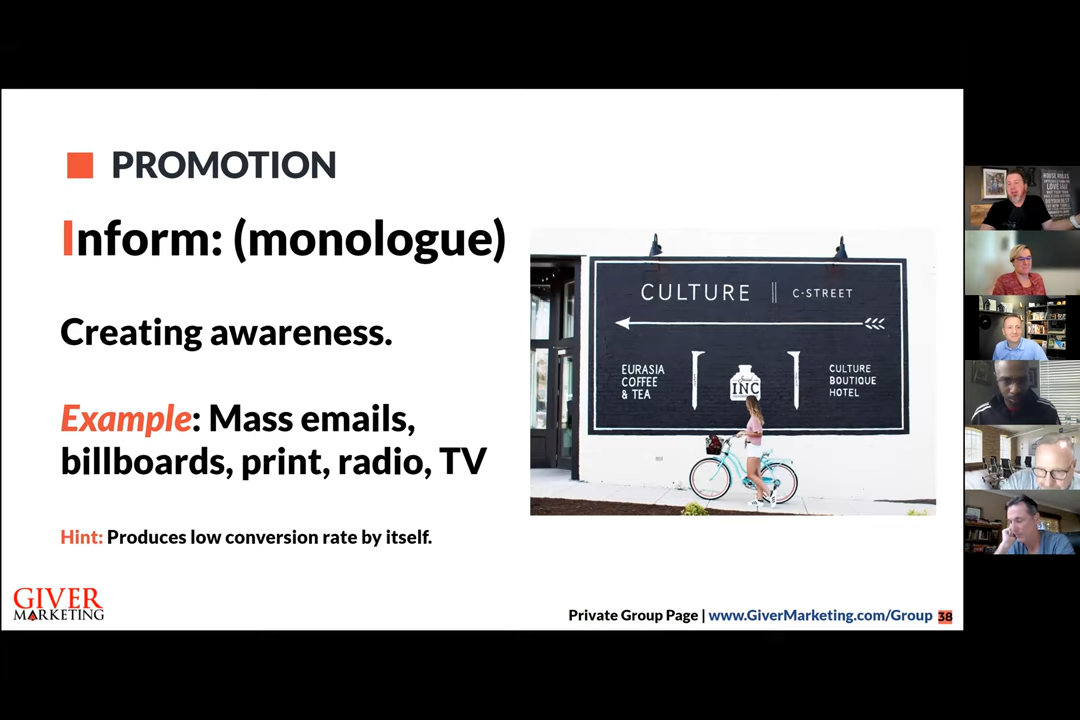 PROMOTION
Inform: (monologue)
Creating awareness.
Example: Mass emails,
billboards, print, radio, TV
Hint: Produces low conversion rate by itself.
CULTURE || C-STREET
EURASIA
COFFEE
& TEA
INC
CULTURE
BOUTIQUE
HOTEL
GIVER
MARKETING
Private Group Page | www.GiverMarketing.com/Group 38
HOUSE RULES